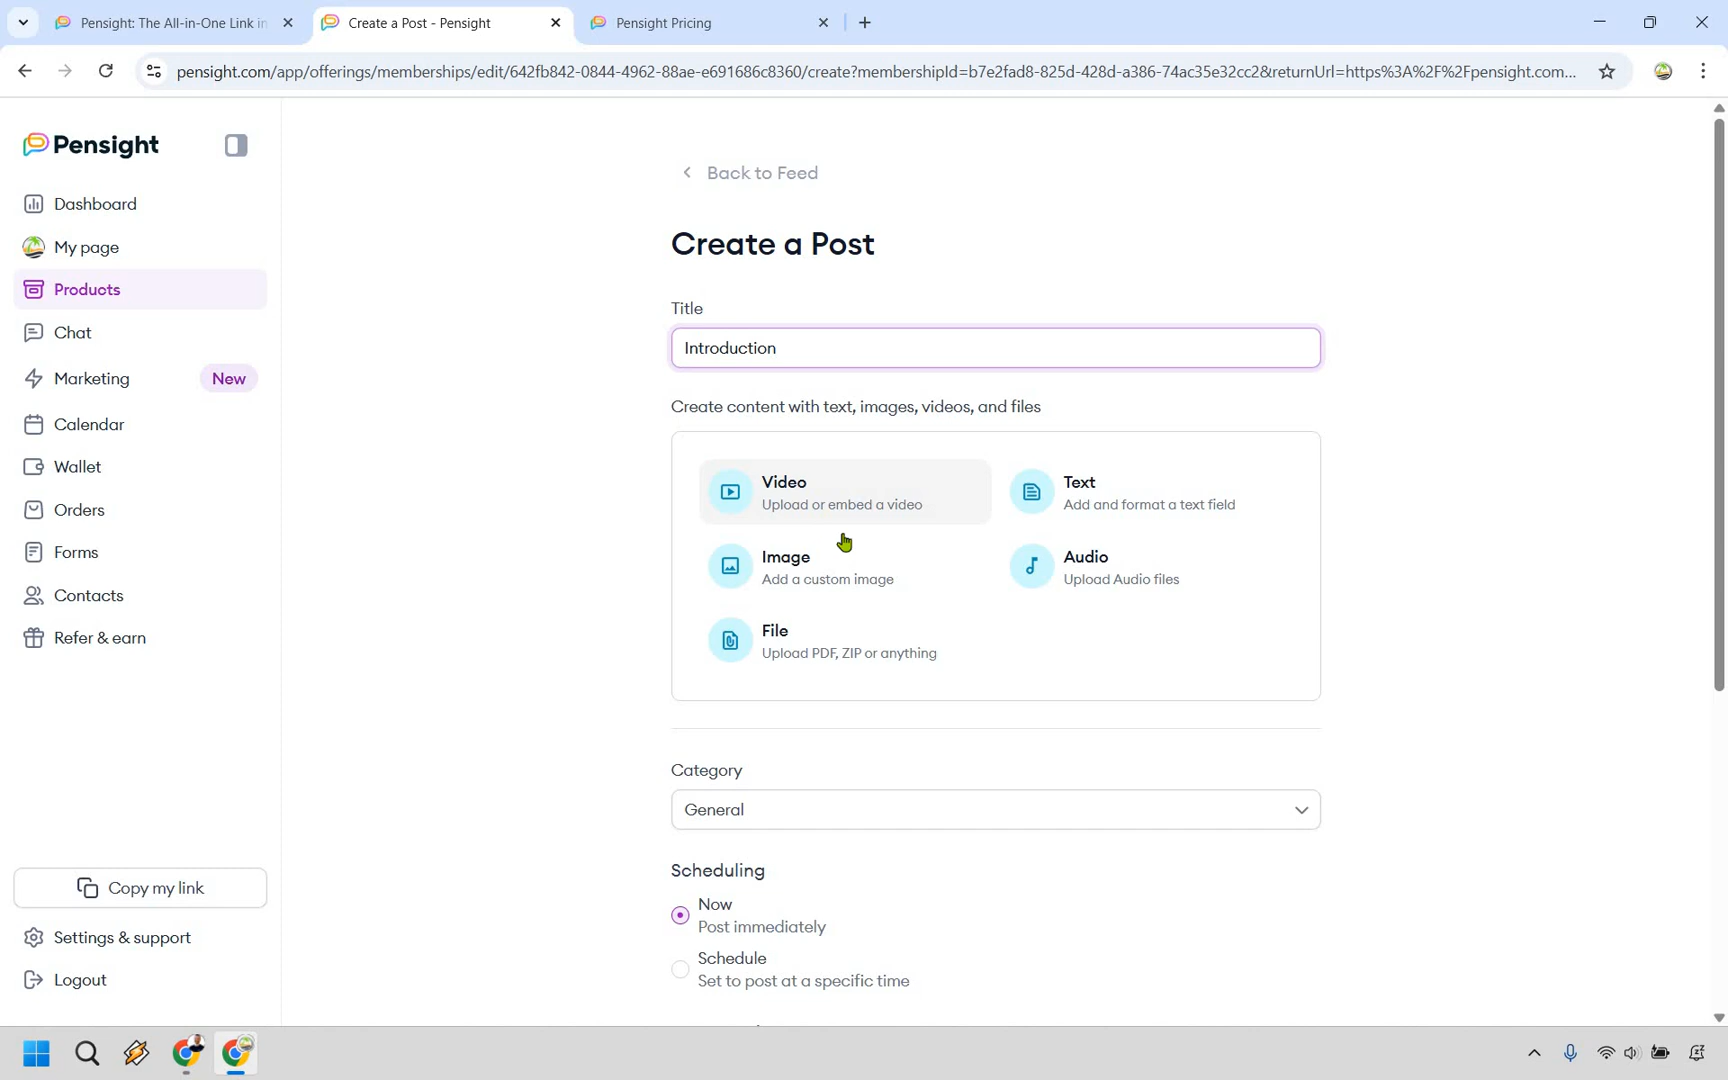 Pensight: The All-in-One Link in
Create a Post - Pensight
Pensight Pricing
pensight.com/app/offerings/memberships/edit/642fb842-0844-4962-88ae-e691686c8360/create?membershipId=b7e2fad8-825d-428d-a386-74ac35e32cc2&returnUrl=https%3A%2F%2Fpensight.com...
Pensight
Dashboard
My page
Products
Chat
Marketing New
Calendar
Wallet
Orders
Forms
Contacts
Refer & earn
Copy my link
Settings & support
Logout
Back to Feed
Create a Post
Title
Introduction
Create content with text, images, videos, and files
Video
Upload or embed a video
Text
Add and format a text field
Image
Add a custom image
Audio
Upload Audio files
File
Upload PDF, ZIP or anything
Category
General
Scheduling
Now
Post immediately
Schedule
Set to post at a specific time